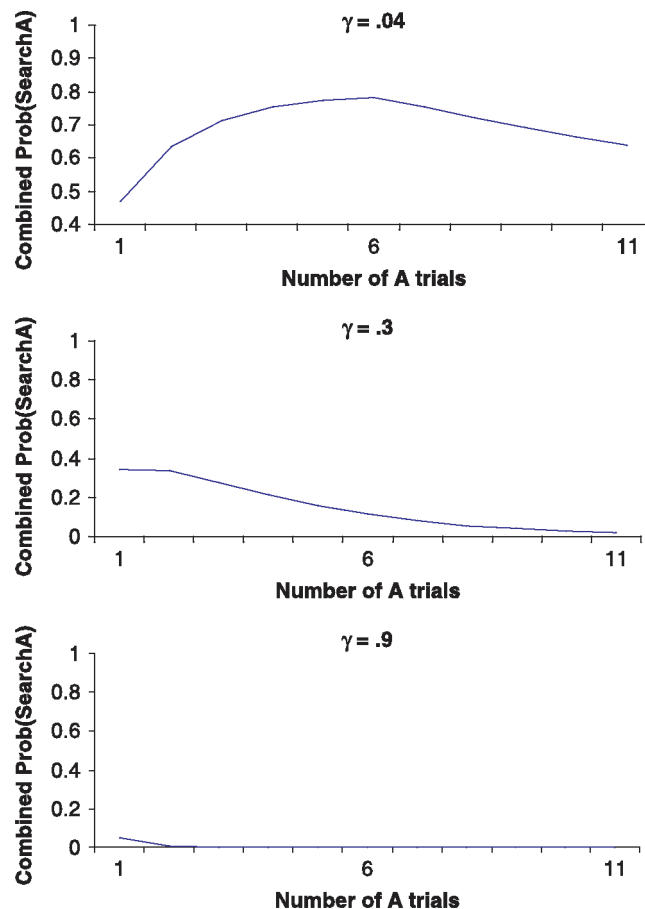 γ = .04
Combined Prob(SearchA)
1
0.9
0.8
0.7
0.6
0.5
0.4
1 6 11
Number of A trials
γ = .3
Combined Prob(SearchA)
1
0.8
0.6
0.4
0.2
0
1 6 11
Number of A trials
γ = .9
Combined Prob(SearchA)
1
0.8
0.6
0.4
0.2
0
1 6 11
Number of A trials